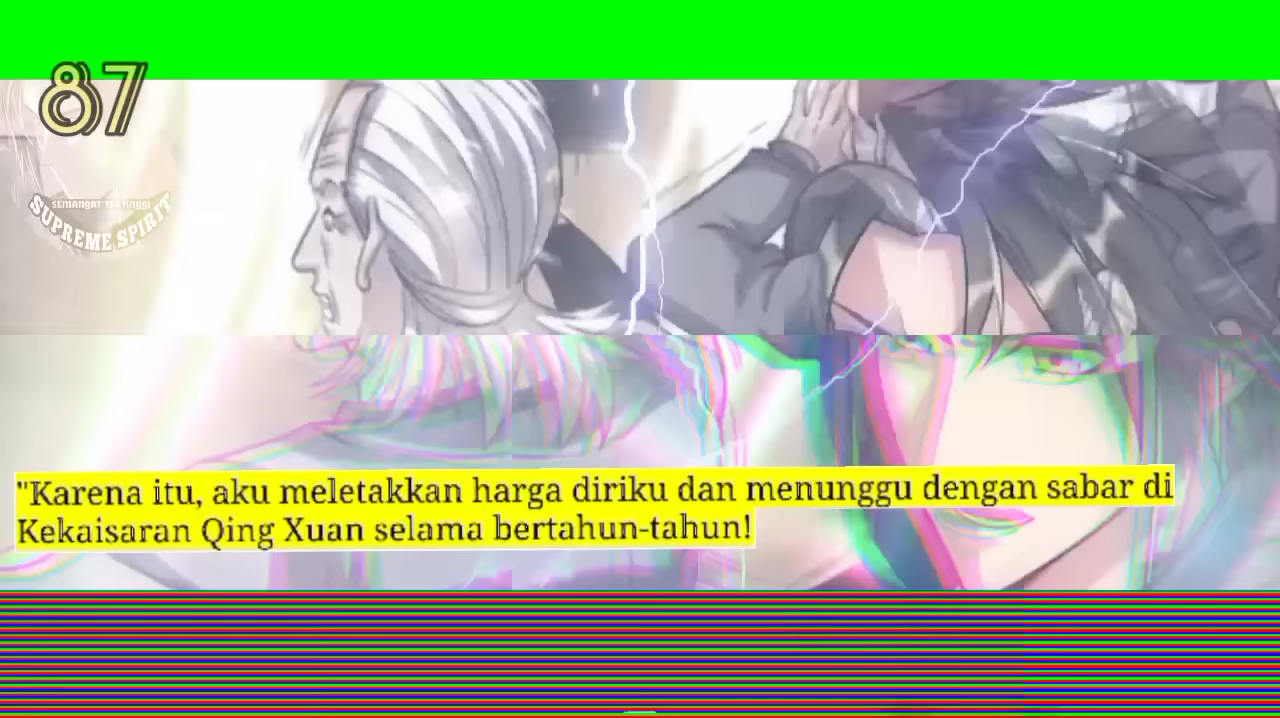 87
SEMANGAT TERTINGGI
SUPREME SPIRIT
"Karena itu, aku meletakkan harga diriku dan menunggu dengan sabar di
Kekaisaran Qing Xuan selama bertahun-tahun!